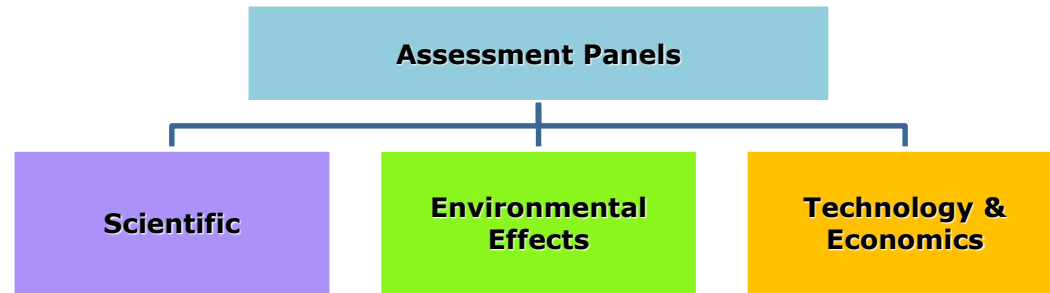 Assessment Panels
Scientific
Environmental
Effects
Technology &
Economics